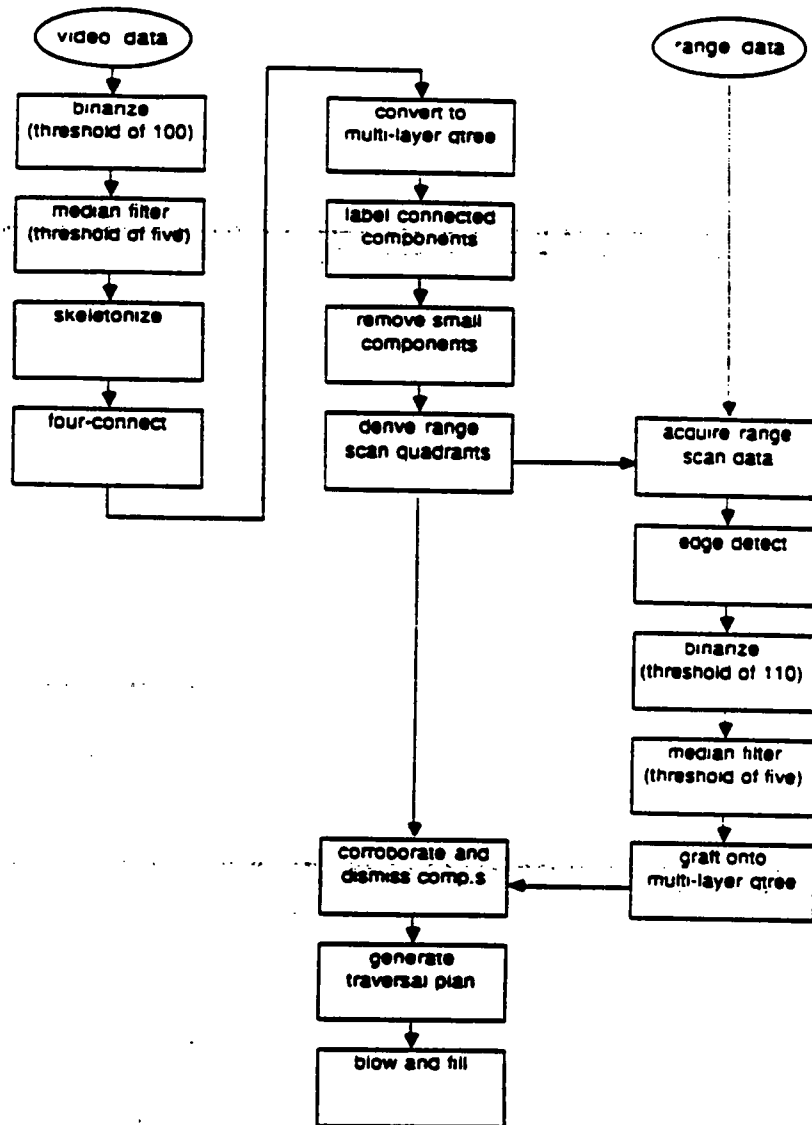 video data
binarize
(threshold of 100)
median filter
(threshold of five)
skeletonize
four-connect
convert to
multi-layer qtree
label connected
components
remove small
components
derive range
scan quadrants
range data
acquire range
scan data
edge detect
binarize
(threshold of 110)
median filter
(threshold of five)
graft onto
multi-layer qtree
corroborate and
dismiss comp.s
generate
traversal plan
blow and fill